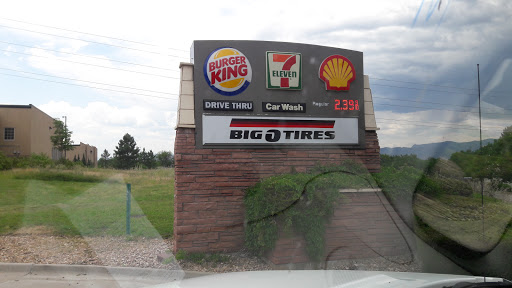 BURGER
KING
7
ELEVEN
DRIVE THRU
Car Wash
Regular 2.39
BIG O TIRES